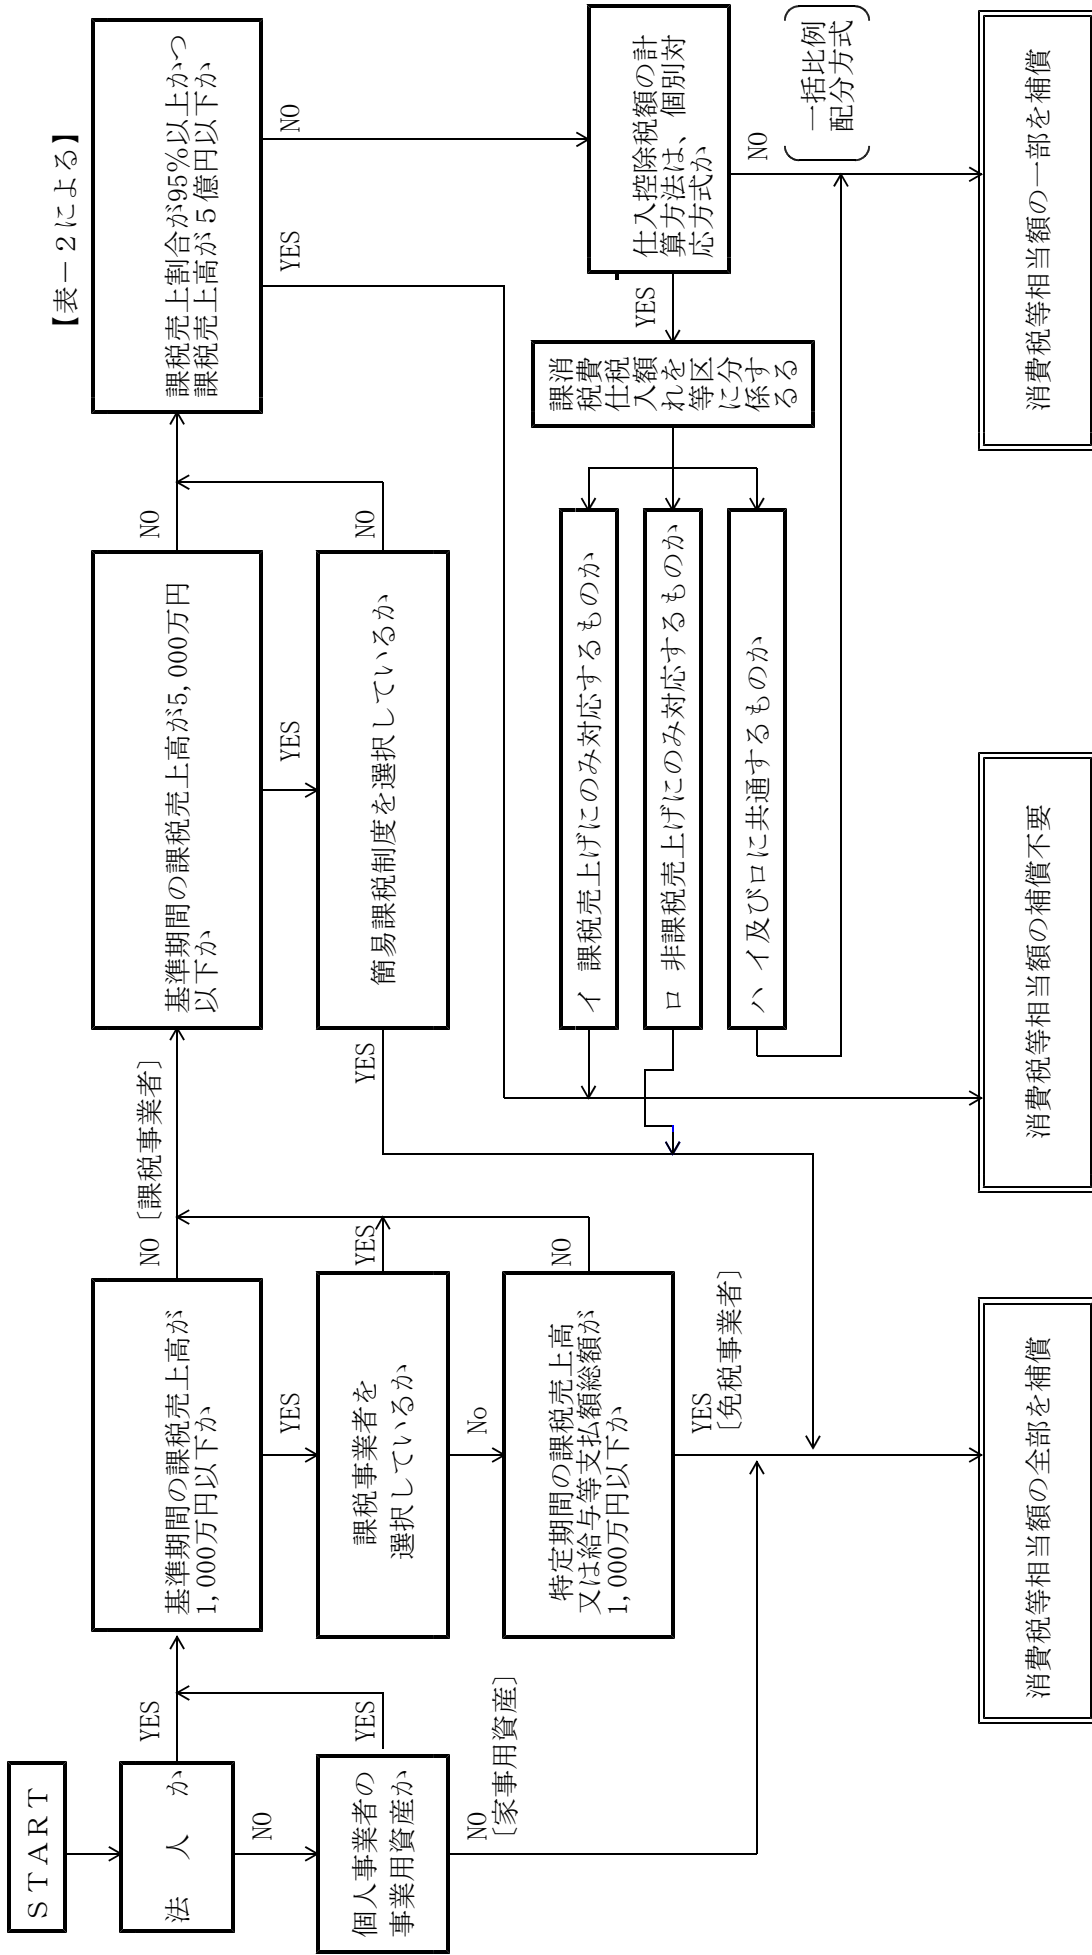 【表－２による】
ＳＴＡＲＴ
法　人　か
YES
NO
個人事業者の
事業用資産か
YES
NO
〔家事用資産〕
基準期間の課税売上高が
1,000万円以下か
NO〔課税事業者〕
YES
課税事業者を
選択しているか
YES
No
特定期間の課税売上高
又は給与等支払額総額が
1,000万円以下か
NO
YES
〔免税事業者〕
基準期間の課税売上高が5,000万円
以下か
NO
YES
簡易課税制度を選択しているか
NO
YES
課税売上割合が95%以上かつ
課税売上高が５億円以下か
YES
NO
仕入控除税額の計
算方法は、個別対
応方式か
YES
NO
一括比例
配分方式
課税仕入れ等に係る
消費税額を区分する
イ 課税売上げにのみ対応するものか
ロ 非課税売上げにのみ対応するものか
ハ イ及びロに共通するものか
消費税等相当額の全部を補償
消費税等相当額の補償不要
消費税等相当額の一部を補償